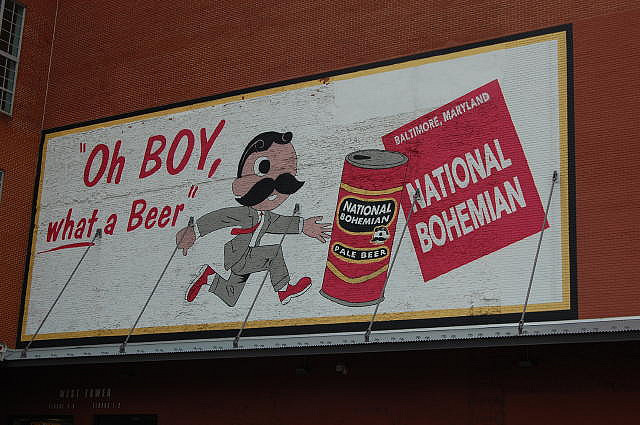 "Oh BOY,
what a Beer"
BALTIMORE, MARYLAND
NATIONAL
BOHEMIAN
NATIONAL
BOHEMIAN
PALE BEER
WEST TOWER